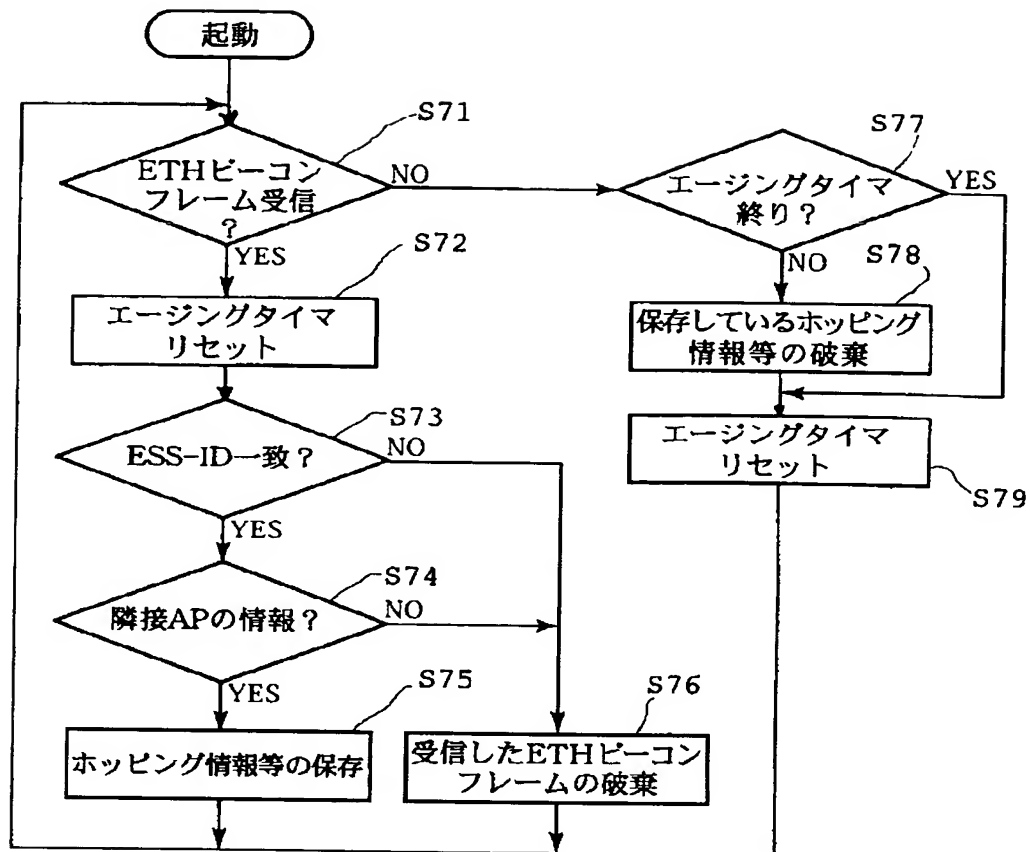 起動
S71
ETHビーコン
フレーム受信
?
NO
YES
S72
エージングタイマ
リセット
S73
ESS-ID一致?
NO
YES
S74
隣接APの情報?
NO
YES
S75
ホッピング情報等の保存
S76
受信したETHビーコン
フレームの破棄
S77
エージングタイマ
終り?
YES
NO
S78
保存しているホッピング
情報等の破棄
エージングタイマ
リセット
S79